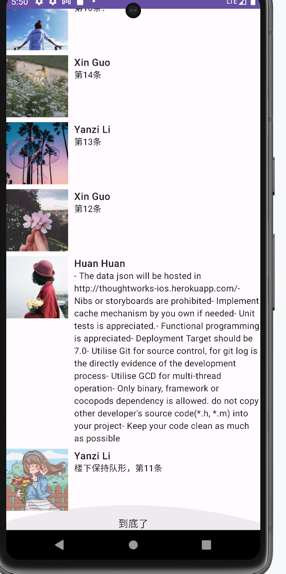 5:50
LTE
Xin Guo
第14条
Yanzi Li
第13条
Xin Guo
第12条
Huan Huan
- The data json will be hosted in
http://thoughtworks-ios.herokuapp.com/-
Nibs or storyboards are prohibited- Implement
cache mechanism by you own if needed- Unit
tests is appreciated.- Functional programming
is appreciated- Deployment Target should be
7.0- Utilise Git for source control, for git log is
the directly evidence of the development
process- Utilise GCD for multi-thread
operation- Only binary, framework or
cocopods dependency is allowed. do not copy
other developer's source code(*.h, *.m) into
your project- Keep your code clean as much
as possible
Yanzi Li
楼下保持队形，第11条
到底了